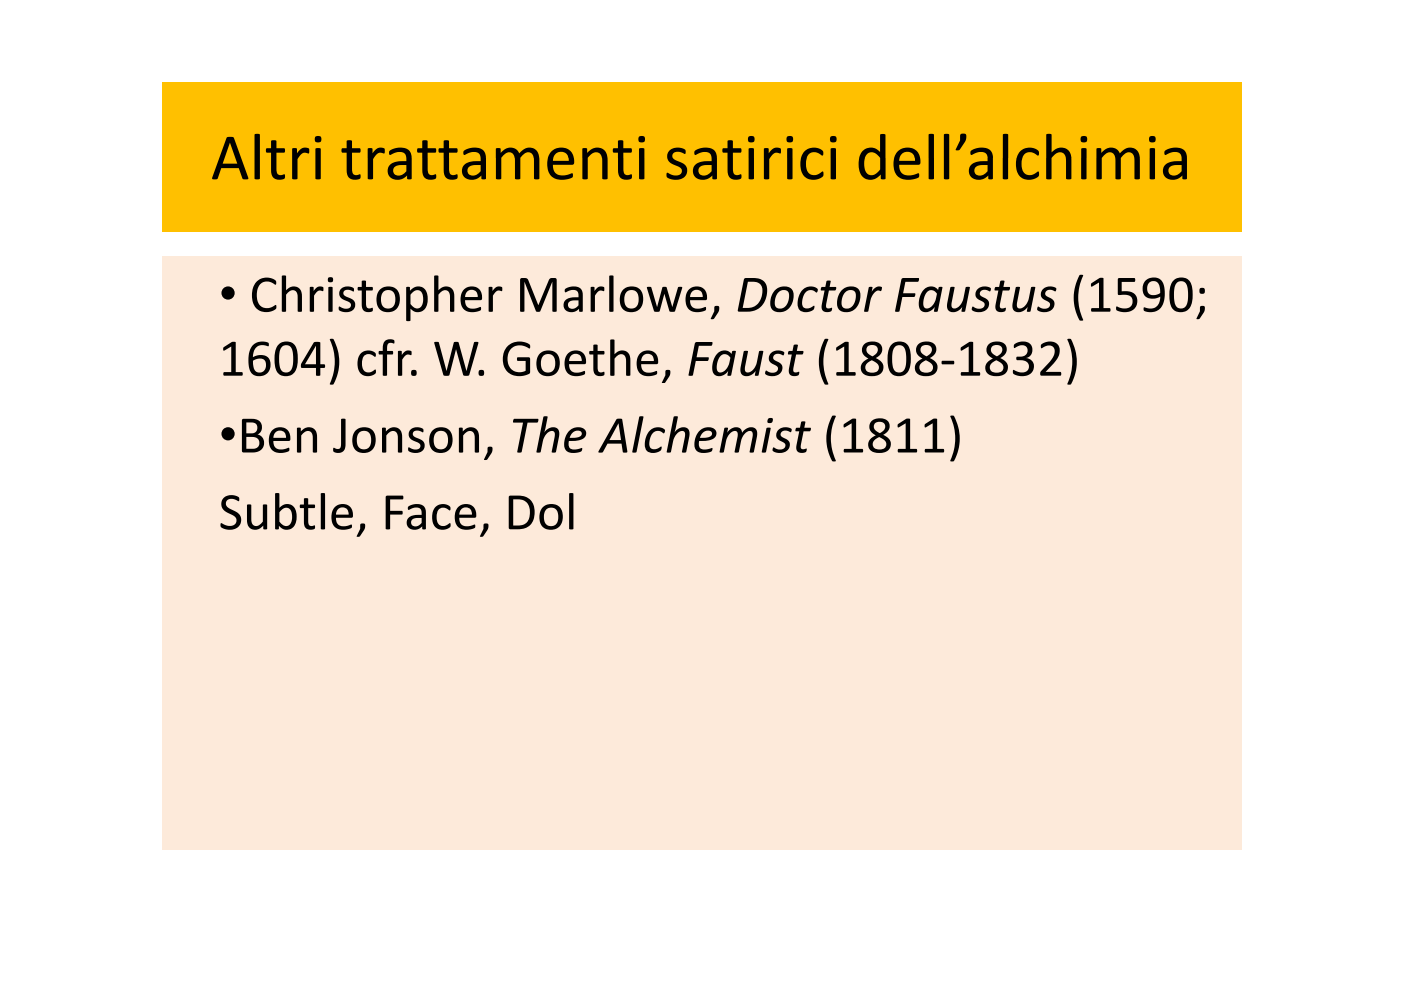 Altri trattamenti satirici dell’alchimia
• Christopher Marlowe, Doctor Faustus (1590;
1604) cfr. W. Goethe, Faust (1808-1832)
•Ben Jonson, The Alchemist (1811)
Subtle, Face, Dol